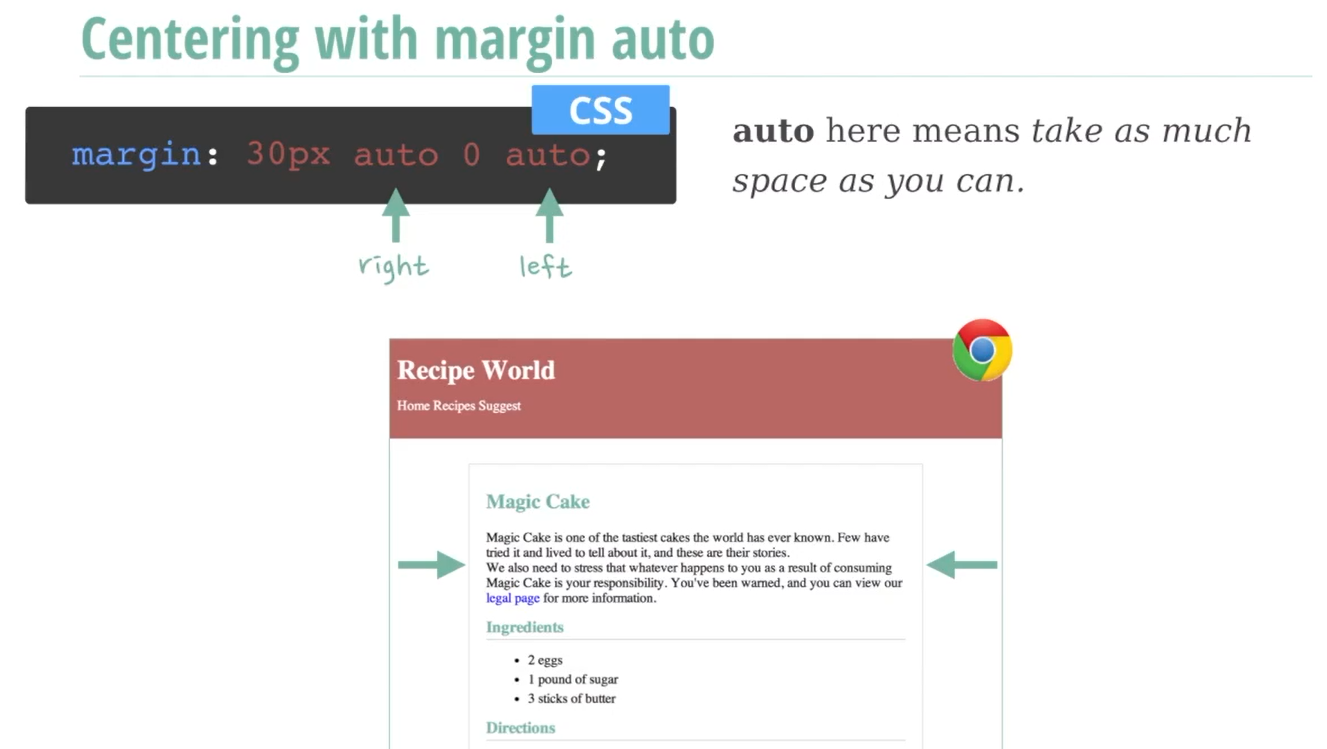 Centering with margin auto
CSS
margin: 30px auto 0 auto;
right
left
auto here means take as much
space as you can.
Recipe World
Home Recipes Suggest
Magic Cake
Magic Cake is one of the tastiest cakes the world has ever known. Few have
tried it and lived to tell about it, and these are their stories.
We also need to stress that whatever happens to you as a result of consuming
Magic Cake is your responsibility. You've been warned, and you can view our
legal page for more information.
Ingredients
• 2 eggs
• 1 pound of sugar
• 3 sticks of butter
Directions